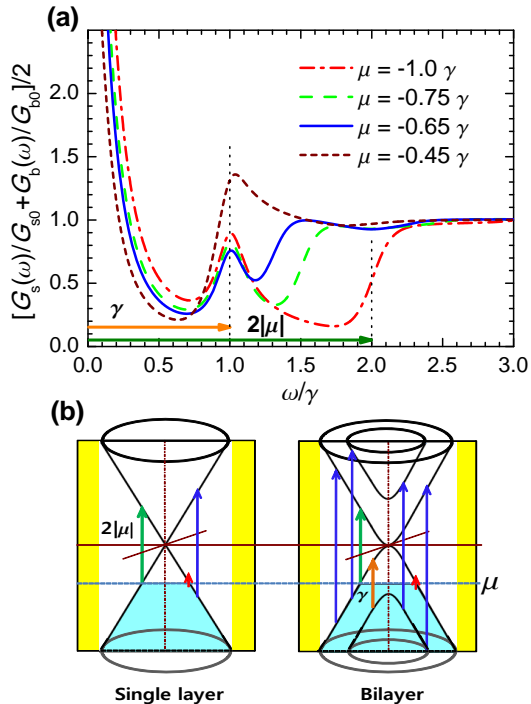 (a)
[G_s(ω)/G_s0 + G_b(ω)/G_b0]/2
2.0
1.5
1.0
0.5
0.0
μ = -1.0 γ
μ = -0.75 γ
μ = -0.65 γ
μ = -0.45 γ
γ
2|μ|
0.0 0.5 1.0 1.5 2.0 2.5 3.0
ω/γ
(b)
2|μ|
γ
μ
Single layer
Bilayer